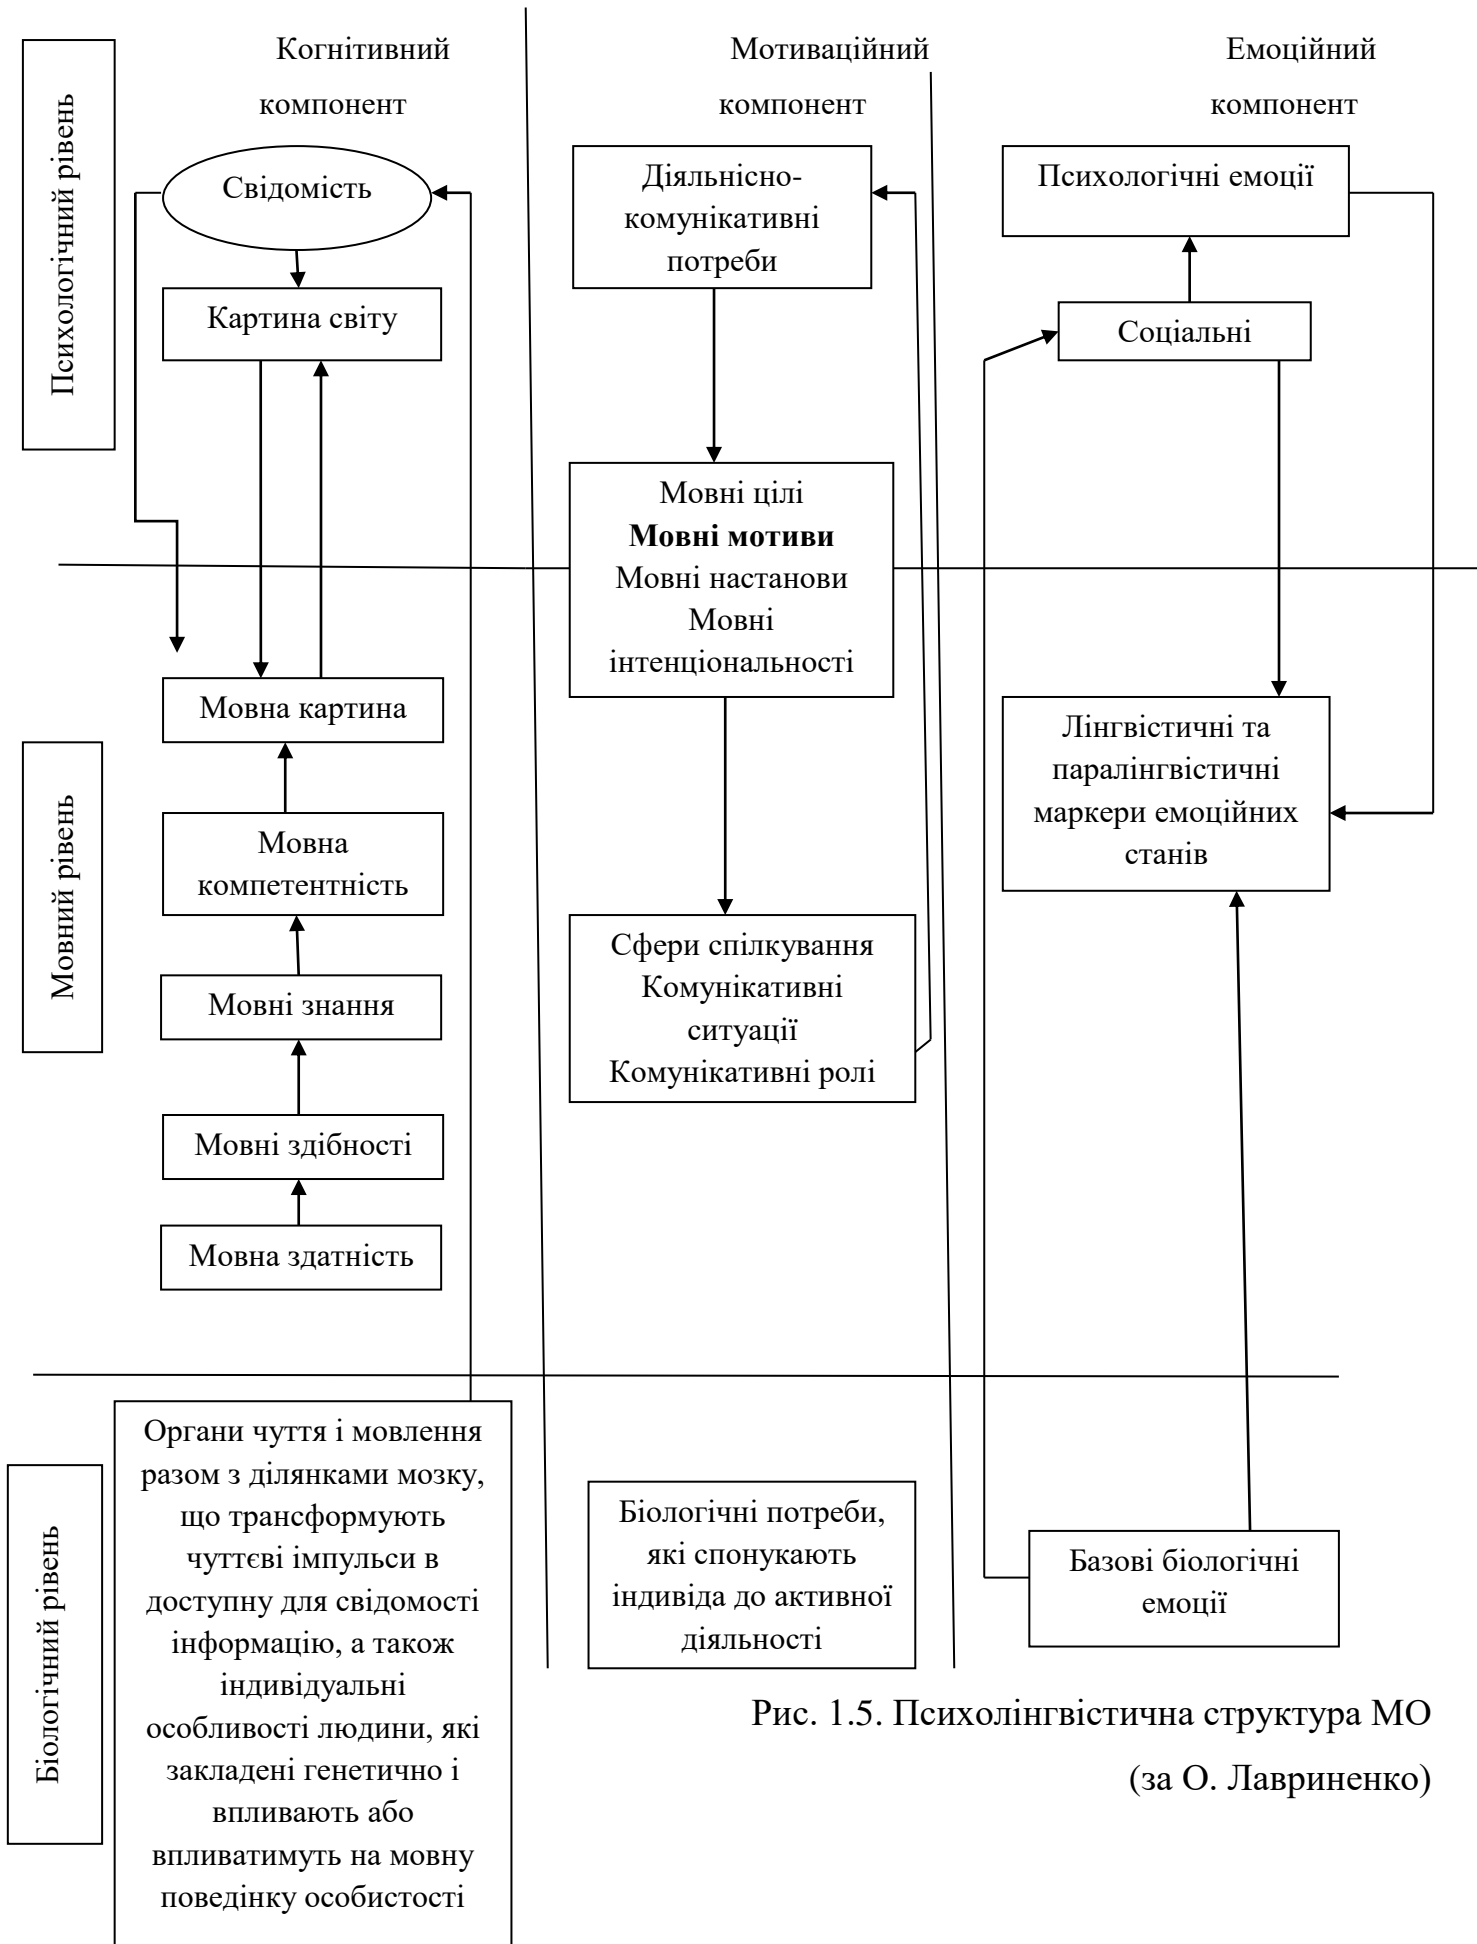 Когнітивний
компонент
Мотиваційний
компонент
Емоційний
компонент
Психологічний рівень
Свідомість
Картина світу
Діяльнісно-
комунікативні
потреби
Психологічні емоції
Соціальні
Мовні цілі
Мовні мотиви
Мовні настанови
Мовні
інтенціональності
Мовний рівень
Мовна картина
Мовна
компетентність
Мовні знання
Мовні здібності
Мовна здатність
Сфери спілкування
Комунікативні
ситуації
Комунікативні ролі
Лінгвістичні та
паралінгвістичні
маркери емоційних
станів
Біологічний рівень
Органи чуття і мовлення
разом з ділянками мозку,
що трансформують
чуттєві імпульси в
доступну для свідомості
інформацію, а також
індивідуальні
особливості людини, які
закладені генетично і
впливають або
впливатимуть на мовну
поведінку особистості
Біологічні потреби,
які спонукають
індивіда до активної
діяльності
Базові біологічні
емоції
Рис. 1.5. Психолінгвістична структура МО
(за О. Лавриненко)